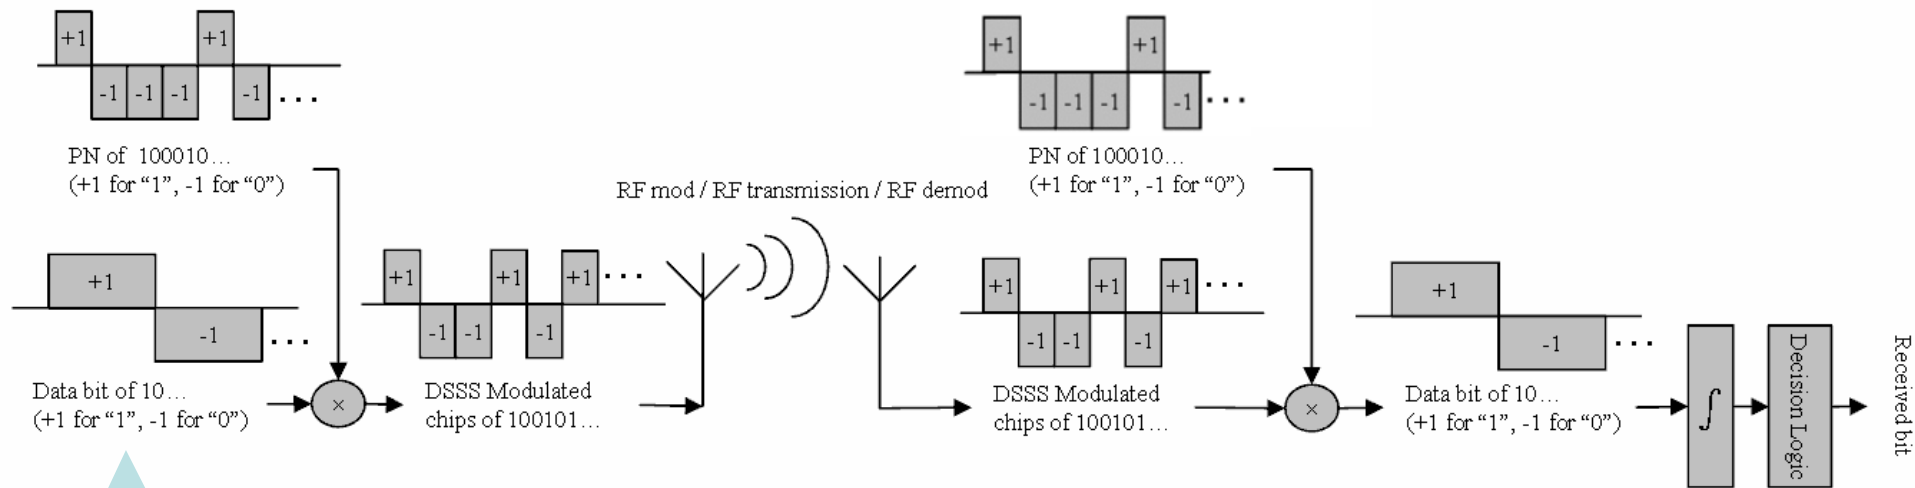 +1 +1
-1 -1 -1 -1 ...
PN of 100010...
(+1 for “1”, -1 for “0”)
+1
-1 ...
Data bit of 10...
(+1 for “1”, -1 for “0”)
×
+1 +1 +1 ...
-1 -1 -1
DSSS Modulated
chips of 100101...
RF mod / RF transmission / RF demod
+1 +1
-1 -1 -1 -1 ...
PN of 100010...
(+1 for “1”, -1 for “0”)
+1 +1 +1 ...
-1 -1 -1
DSSS Modulated
chips of 100101...
×
+1
-1 ...
Data bit of 10...
(+1 for “1”, -1 for “0”)
∫
Decision Logic
Received bit